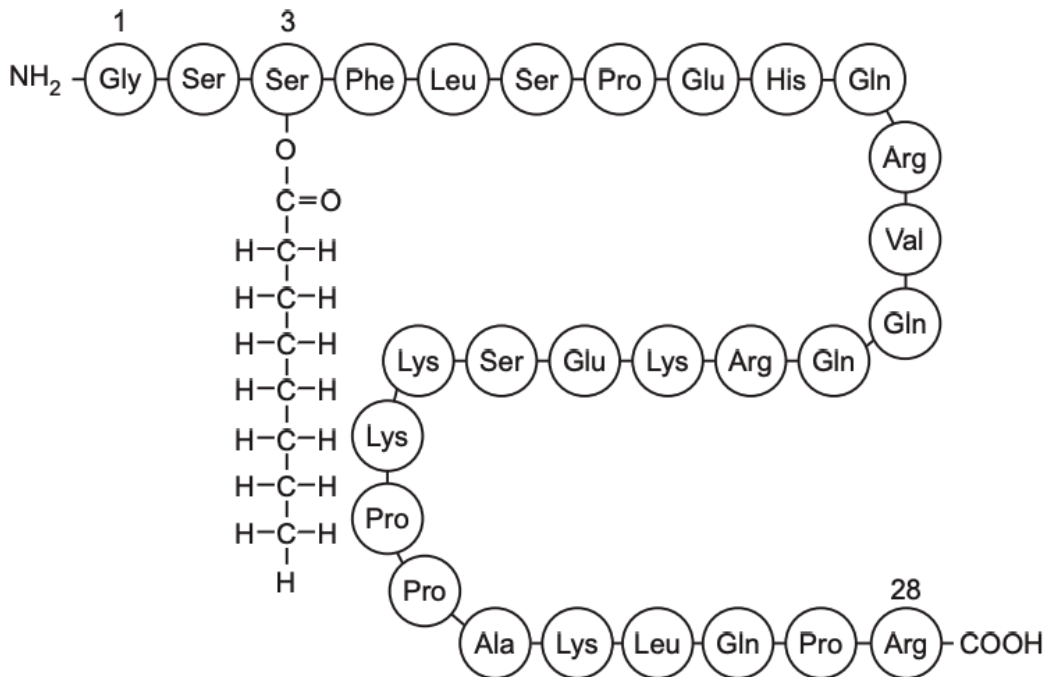 1 3
NH2 Gly Ser Ser Phe Leu Ser Pro Glu His Gln
O
Arg
C=O
H-C-H
Val
H-C-H
Gln
H-C-H
Lys Ser Glu Lys Arg Gln
H-C-H
H-C-H
Lys
H-C-H
Pro
H-C-H
H
Pro
28
Ala Lys Leu Gln Pro Arg COOH